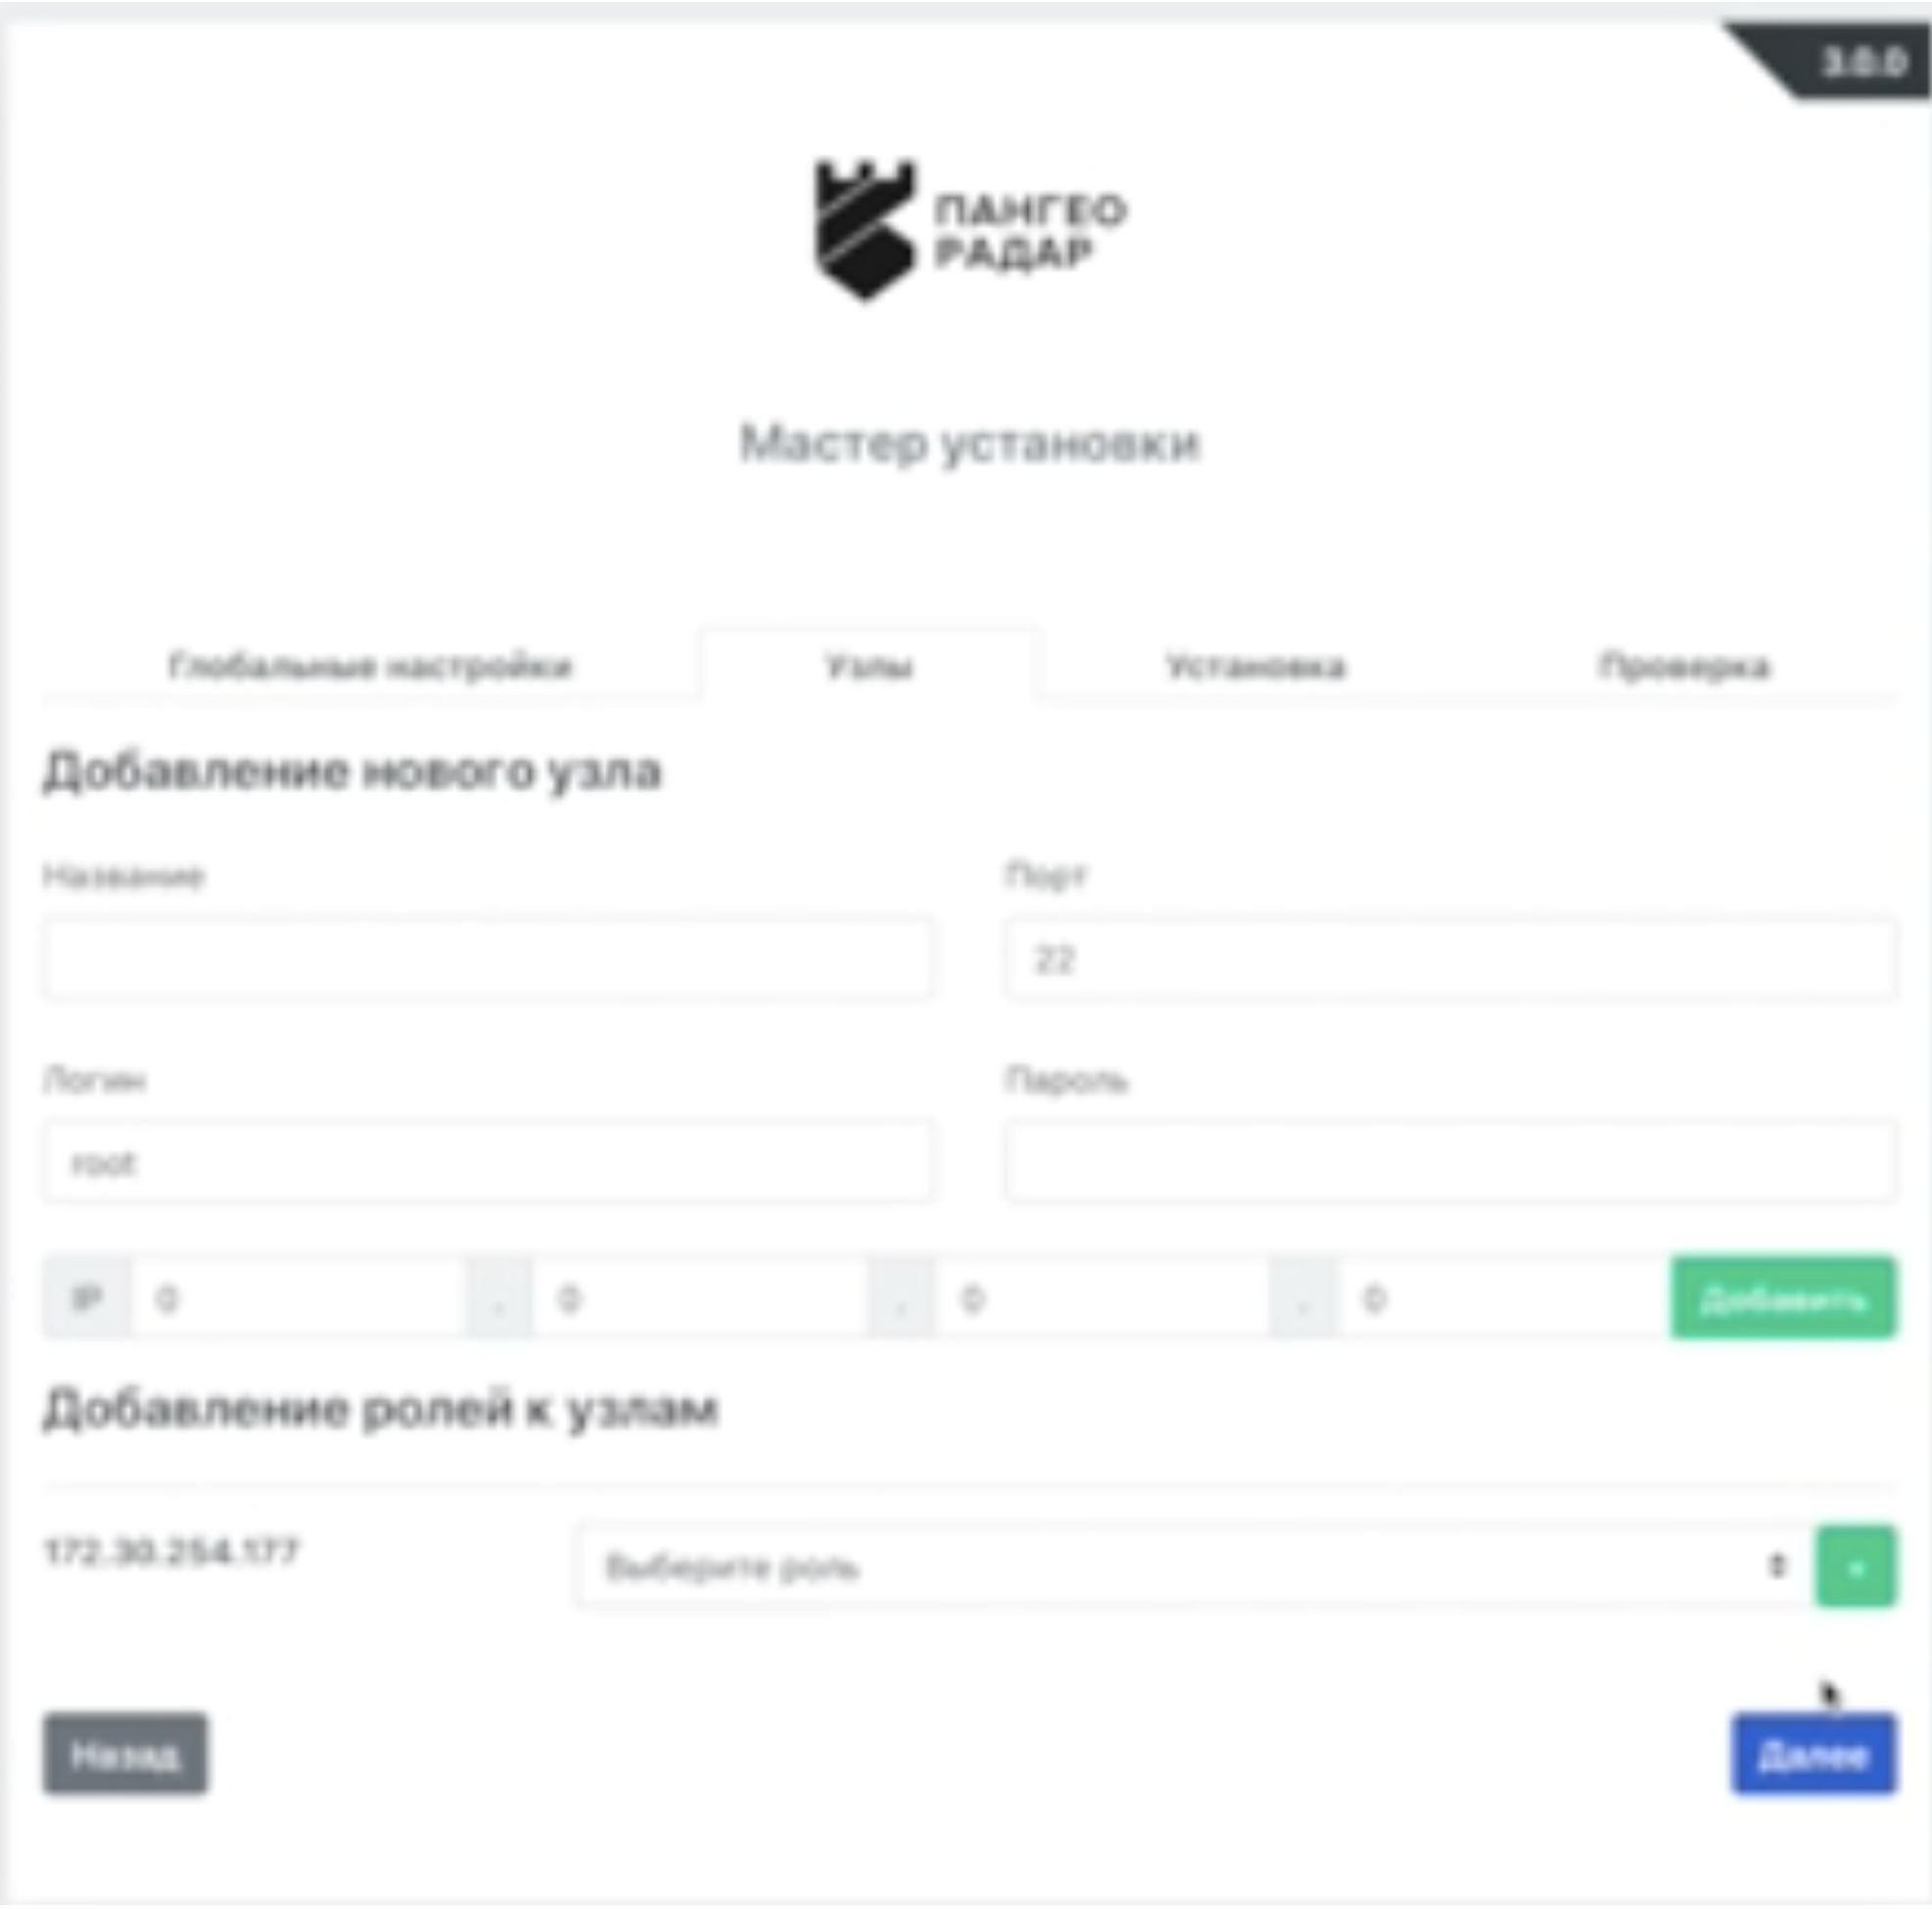 3.0.0
ПАНГЕО
РАДАР
Мастер установки
Глобальные настройки Узлы Установка Проверка
Добавление нового узла
Название Порт
22
Логин Пароль
root
IP 0 . 0 . 0 . 0 Добавить
Добавление ролей к узлам
172.30.254.177 Выберите роль +
Назад Далее